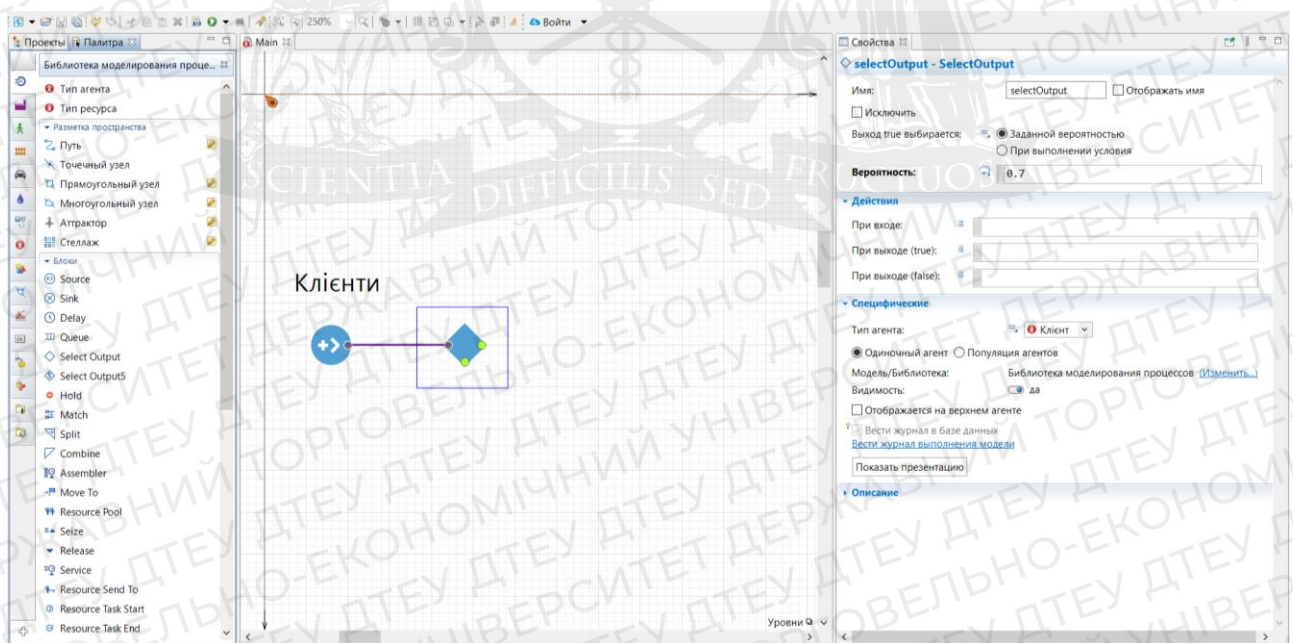 250%
Войти
Проекты
Палитра
Main
Свойства
Библиотека моделирования проце...
Тип агента
Тип ресурса
Разметка пространства
Путь
Точечный узел
Прямоугольный узел
Многоугольный узел
Аттрактор
Стеллаж
Блоки
Source
Sink
Delay
Queue
Select Output
Select Output5
Hold
Match
Split
Combine
Assembler
Move To
Resource Pool
Seize
Release
Service
Resource Send To
Resource Task Start
Resource Task End
Клієнти
Уровни
selectOutput - SelectOutput
Имя:
selectOutput
Отображать имя
Исключить
Выход true выбирается:
Заданной вероятностью
При выполнении условия
Вероятность:
0.7
Действия
При входе:
При выходе (true):
При выходе (false):
Специфические
Тип агента:
Клієнт
Одиночный агент
Популяция агентов
Модель/Библиотека:
Библиотека моделирования процессов (Изменить...)
Видимость:
да
Отображается на верхнем агенте
Вести журнал в базе данных
Вести журнал выполнения модели
Показать презентацию
Описание